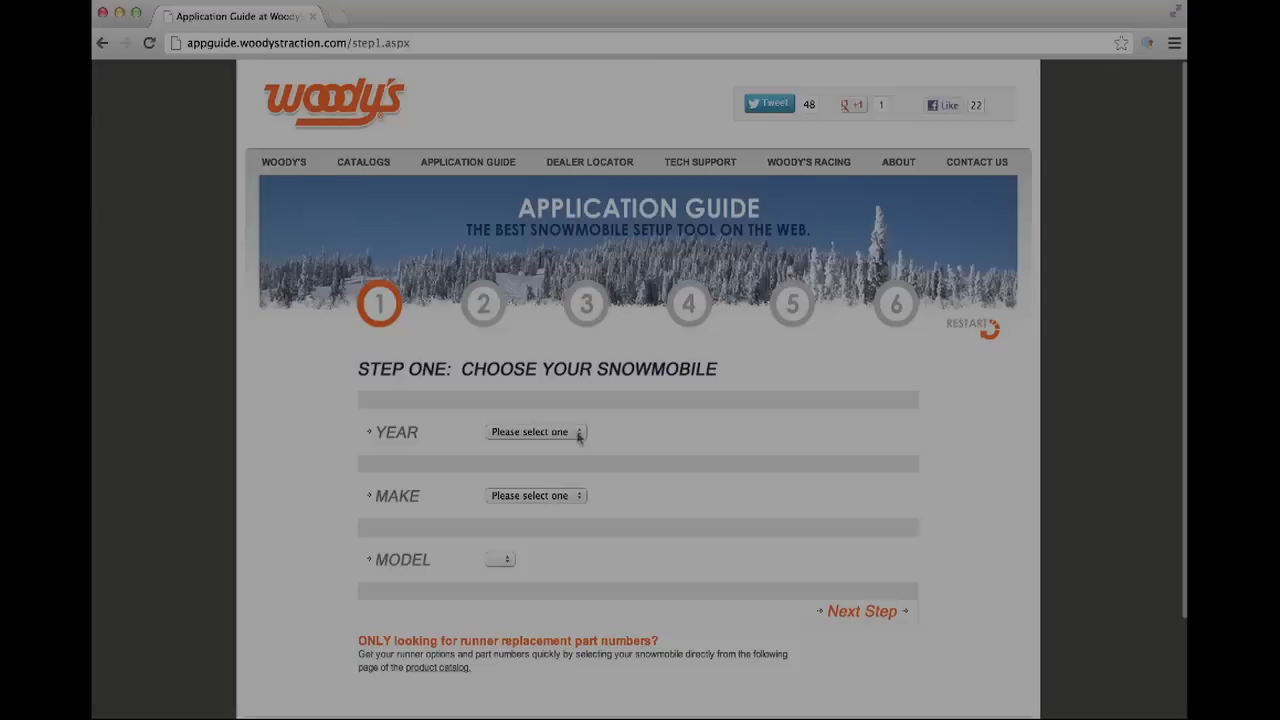 Application Guide at Woody
appguide.woodystraction.com/step1.aspx
woody's
Tweet 48 +1 1 Like 22
WOODY'S CATALOGS APPLICATION GUIDE DEALER LOCATOR TECH SUPPORT WOODY'S RACING ABOUT CONTACT US
APPLICATION GUIDE
THE BEST SNOWMOBILE SETUP TOOL ON THE WEB.
1 2 3 4 5 6
RESTART
STEP ONE: CHOOSE YOUR SNOWMOBILE
YEAR Please select one
MAKE Please select one
MODEL
Next Step
ONLY looking for runner replacement part numbers?
Get your runner options and part numbers quickly by selecting your snowmobile directly from the following
page of the product catalog.